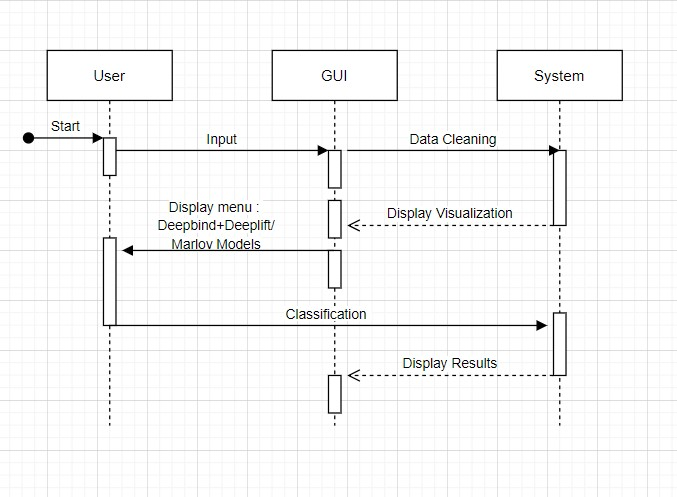 User
GUI
System
Start
Input
Data Cleaning
Display menu :
Deepbind+Deeplift/
Marlov Models
Display Visualization
Classification
Display Results